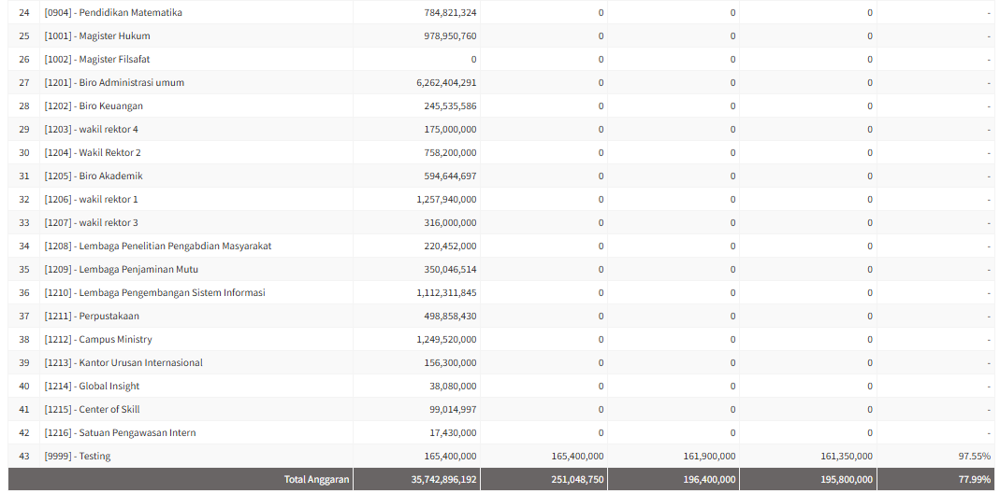 24 [0904] - Pendidikan Matematika 784,821,324 0 0 0 -
25 [1001] - Magister Hukum 978,950,760 0 0 0 -
26 [1002] - Magister Filsafat 0 0 0 0 -
27 [1201] - Biro Administrasi umum 6,262,404,291 0 0 0 -
28 [1202] - Biro Keuangan 245,535,586 0 0 0 -
29 [1203] - wakil rektor 4 175,000,000 0 0 0 -
30 [1204] - Wakil Rektor 2 758,200,000 0 0 0 -
31 [1205] - Biro Akademik 594,644,697 0 0 0 -
32 [1206] - wakil rektor 1 1,257,940,000 0 0 0 -
33 [1207] - wakil rektor 3 316,000,000 0 0 0 -
34 [1208] - Lembaga Penelitian Pengabdian Masyarakat 220,452,000 0 0 0 -
35 [1209] - Lembaga Penjaminan Mutu 350,046,514 0 0 0 -
36 [1210] - Lembaga Pengembangan Sistem Informasi 1,112,311,845 0 0 0 -
37 [1211] - Perpustakaan 498,858,430 0 0 0 -
38 [1212] - Campus Ministry 1,249,520,000 0 0 0 -
39 [1213] - Kantor Urusan Internasional 156,300,000 0 0 0 -
40 [1214] - Global Insight 38,080,000 0 0 0 -
41 [1215] - Center of Skill 99,014,997 0 0 0 -
42 [1216] - Satuan Pengawasan Intern 17,430,000 0 0 0 -
43 [9999] - Testing 165,400,000 165,400,000 161,900,000 161,350,000 97.55%
Total Anggaran 35,742,896,192 251,048,750 196,400,000 195,800,000 77.99%